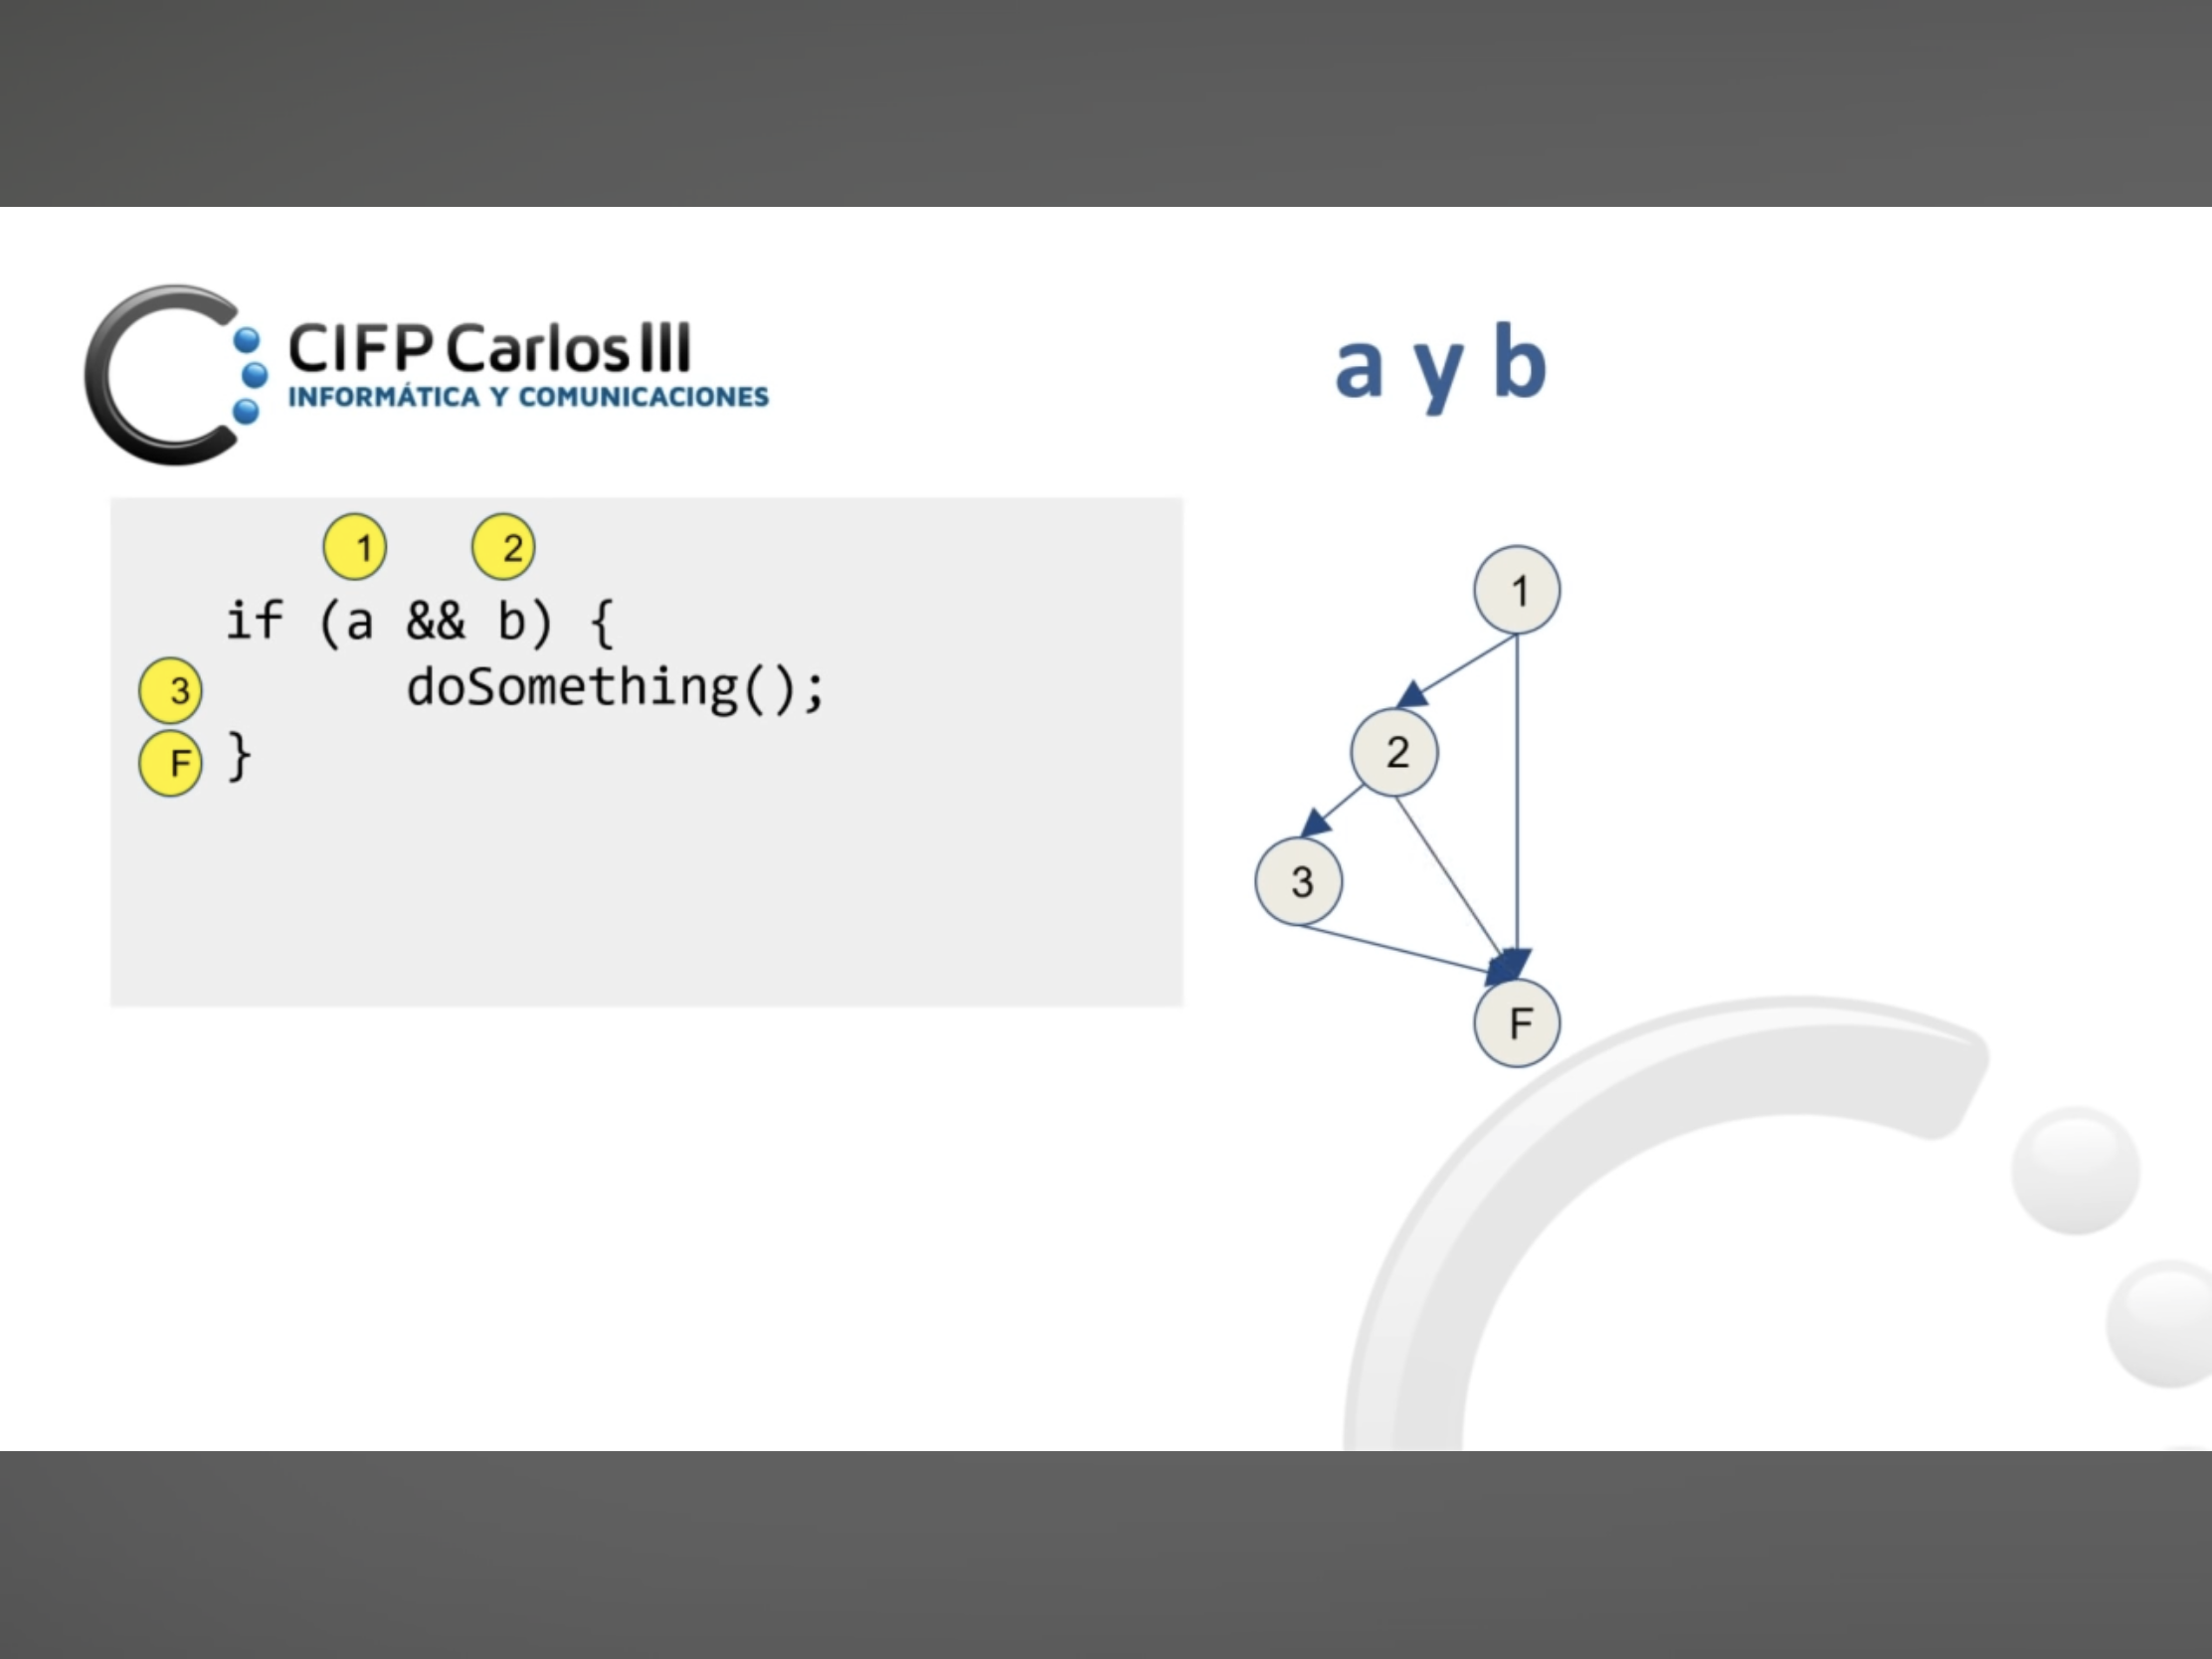 CIFP Carlos III
INFORMÁTICA Y COMUNICACIONES
a y b
1 2
if (a && b) {
3 doSomething();
F }
1
2
3
F